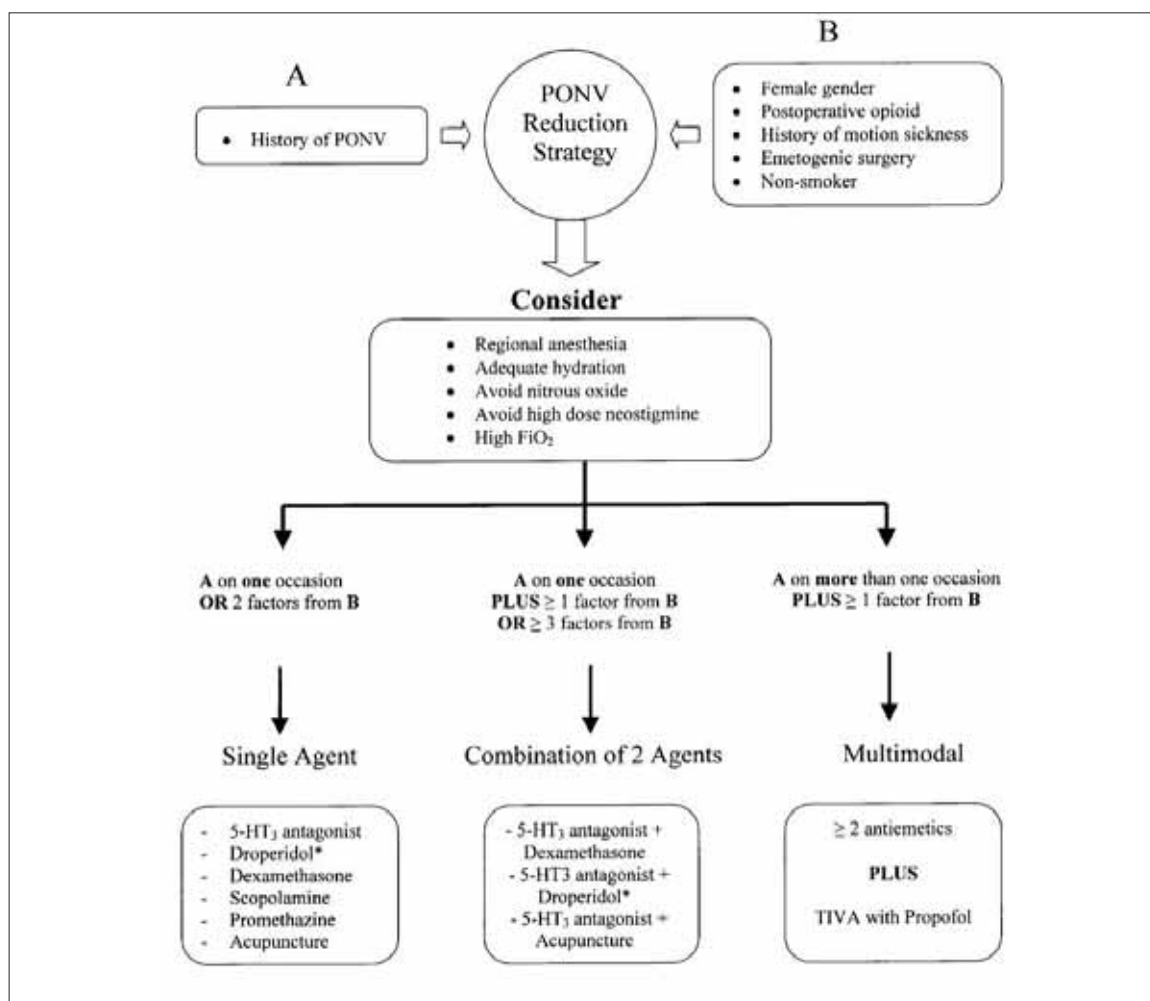 A
• History of PONV
PONV
Reduction
Strategy
B
• Female gender
• Postoperative opioid
• History of motion sickness
• Emetogenic surgery
• Non-smoker
Consider
• Regional anesthesia
• Adequate hydration
• Avoid nitrous oxide
• Avoid high dose neostigmine
• High FiO₂
A on one occasion
OR 2 factors from B
A on one occasion
PLUS ≥ 1 factor from B
OR ≥ 3 factors from B
A on more than one occasion
PLUS ≥ 1 factor from B
Single Agent
- 5-HT₃ antagonist
- Droperidol*
- Dexamethasone
- Scopolamine
- Promethazine
- Acupuncture
Combination of 2 Agents
- 5-HT₃ antagonist +
Dexamethasone
- 5-HT3 antagonist +
Droperidol*
- 5-HT₃ antagonist +
Acupuncture
Multimodal
≥ 2 antiemetics
PLUS
TIVA with Propofol